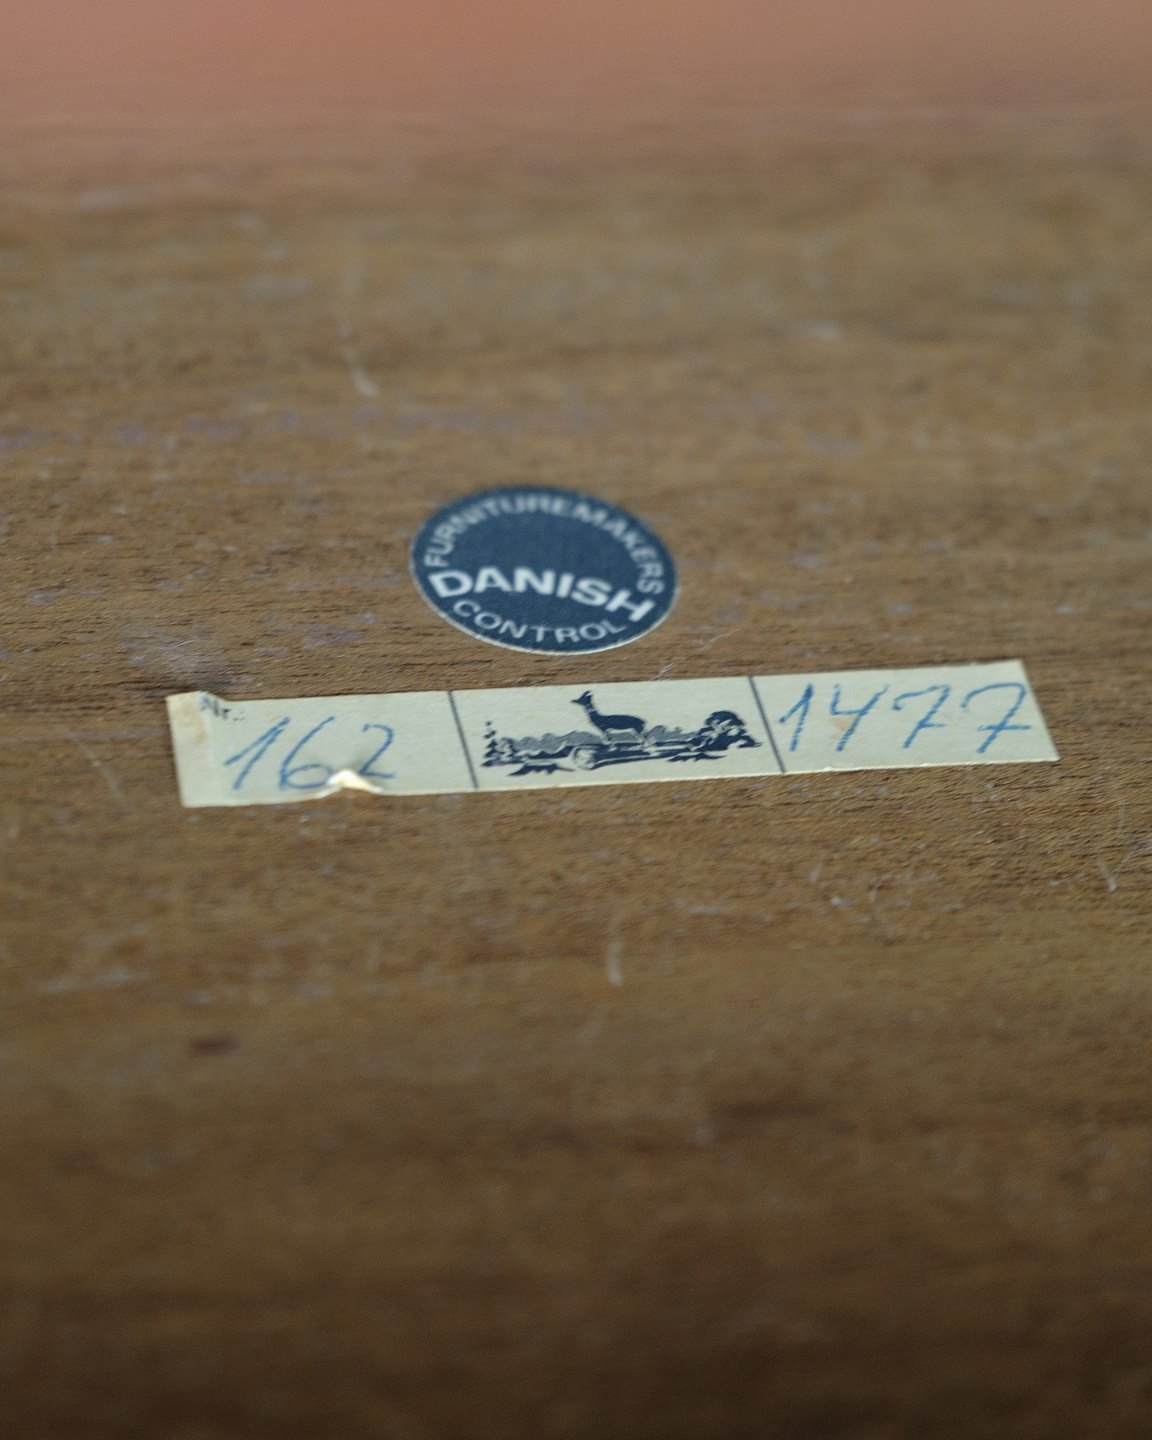 FURNITUREMAKERS
DANISH
CONTROL
Nr.:
162
1477